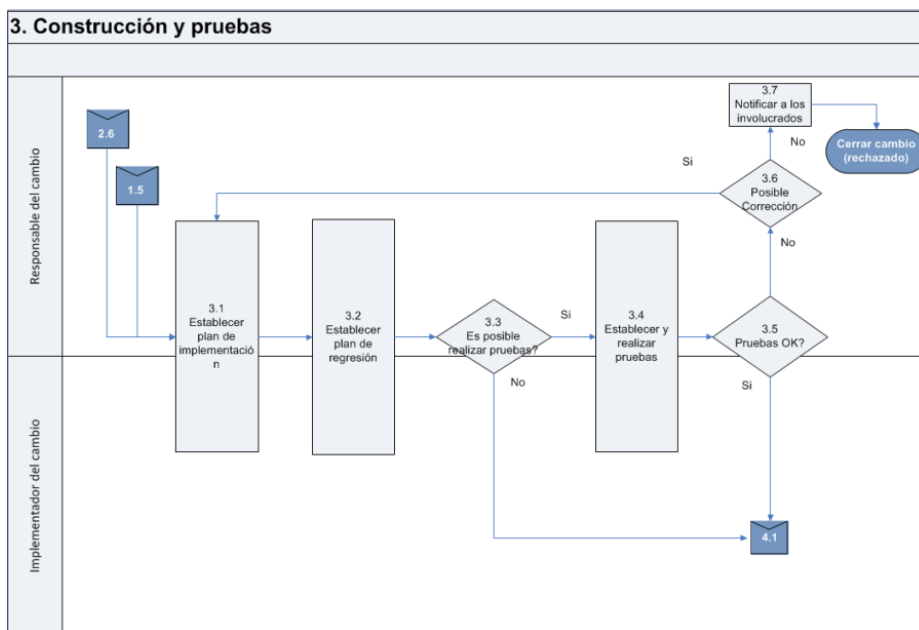 3. Construcción y pruebas
Responsable del cambio
2.6
1.5
3.1
Establecer
plan de
implementació
n
3.2
Establecer
plan de
regresión
3.3
Es posible
realizar pruebas?
Si
No
3.4
Establecer y
realizar
pruebas
3.5
Pruebas OK?
No
Si
3.6
Posible
Corrección
Si
No
3.7
Notificar a los
involucrados
Cerrar cambio
(rechazado)
Implementador del cambio
4.1